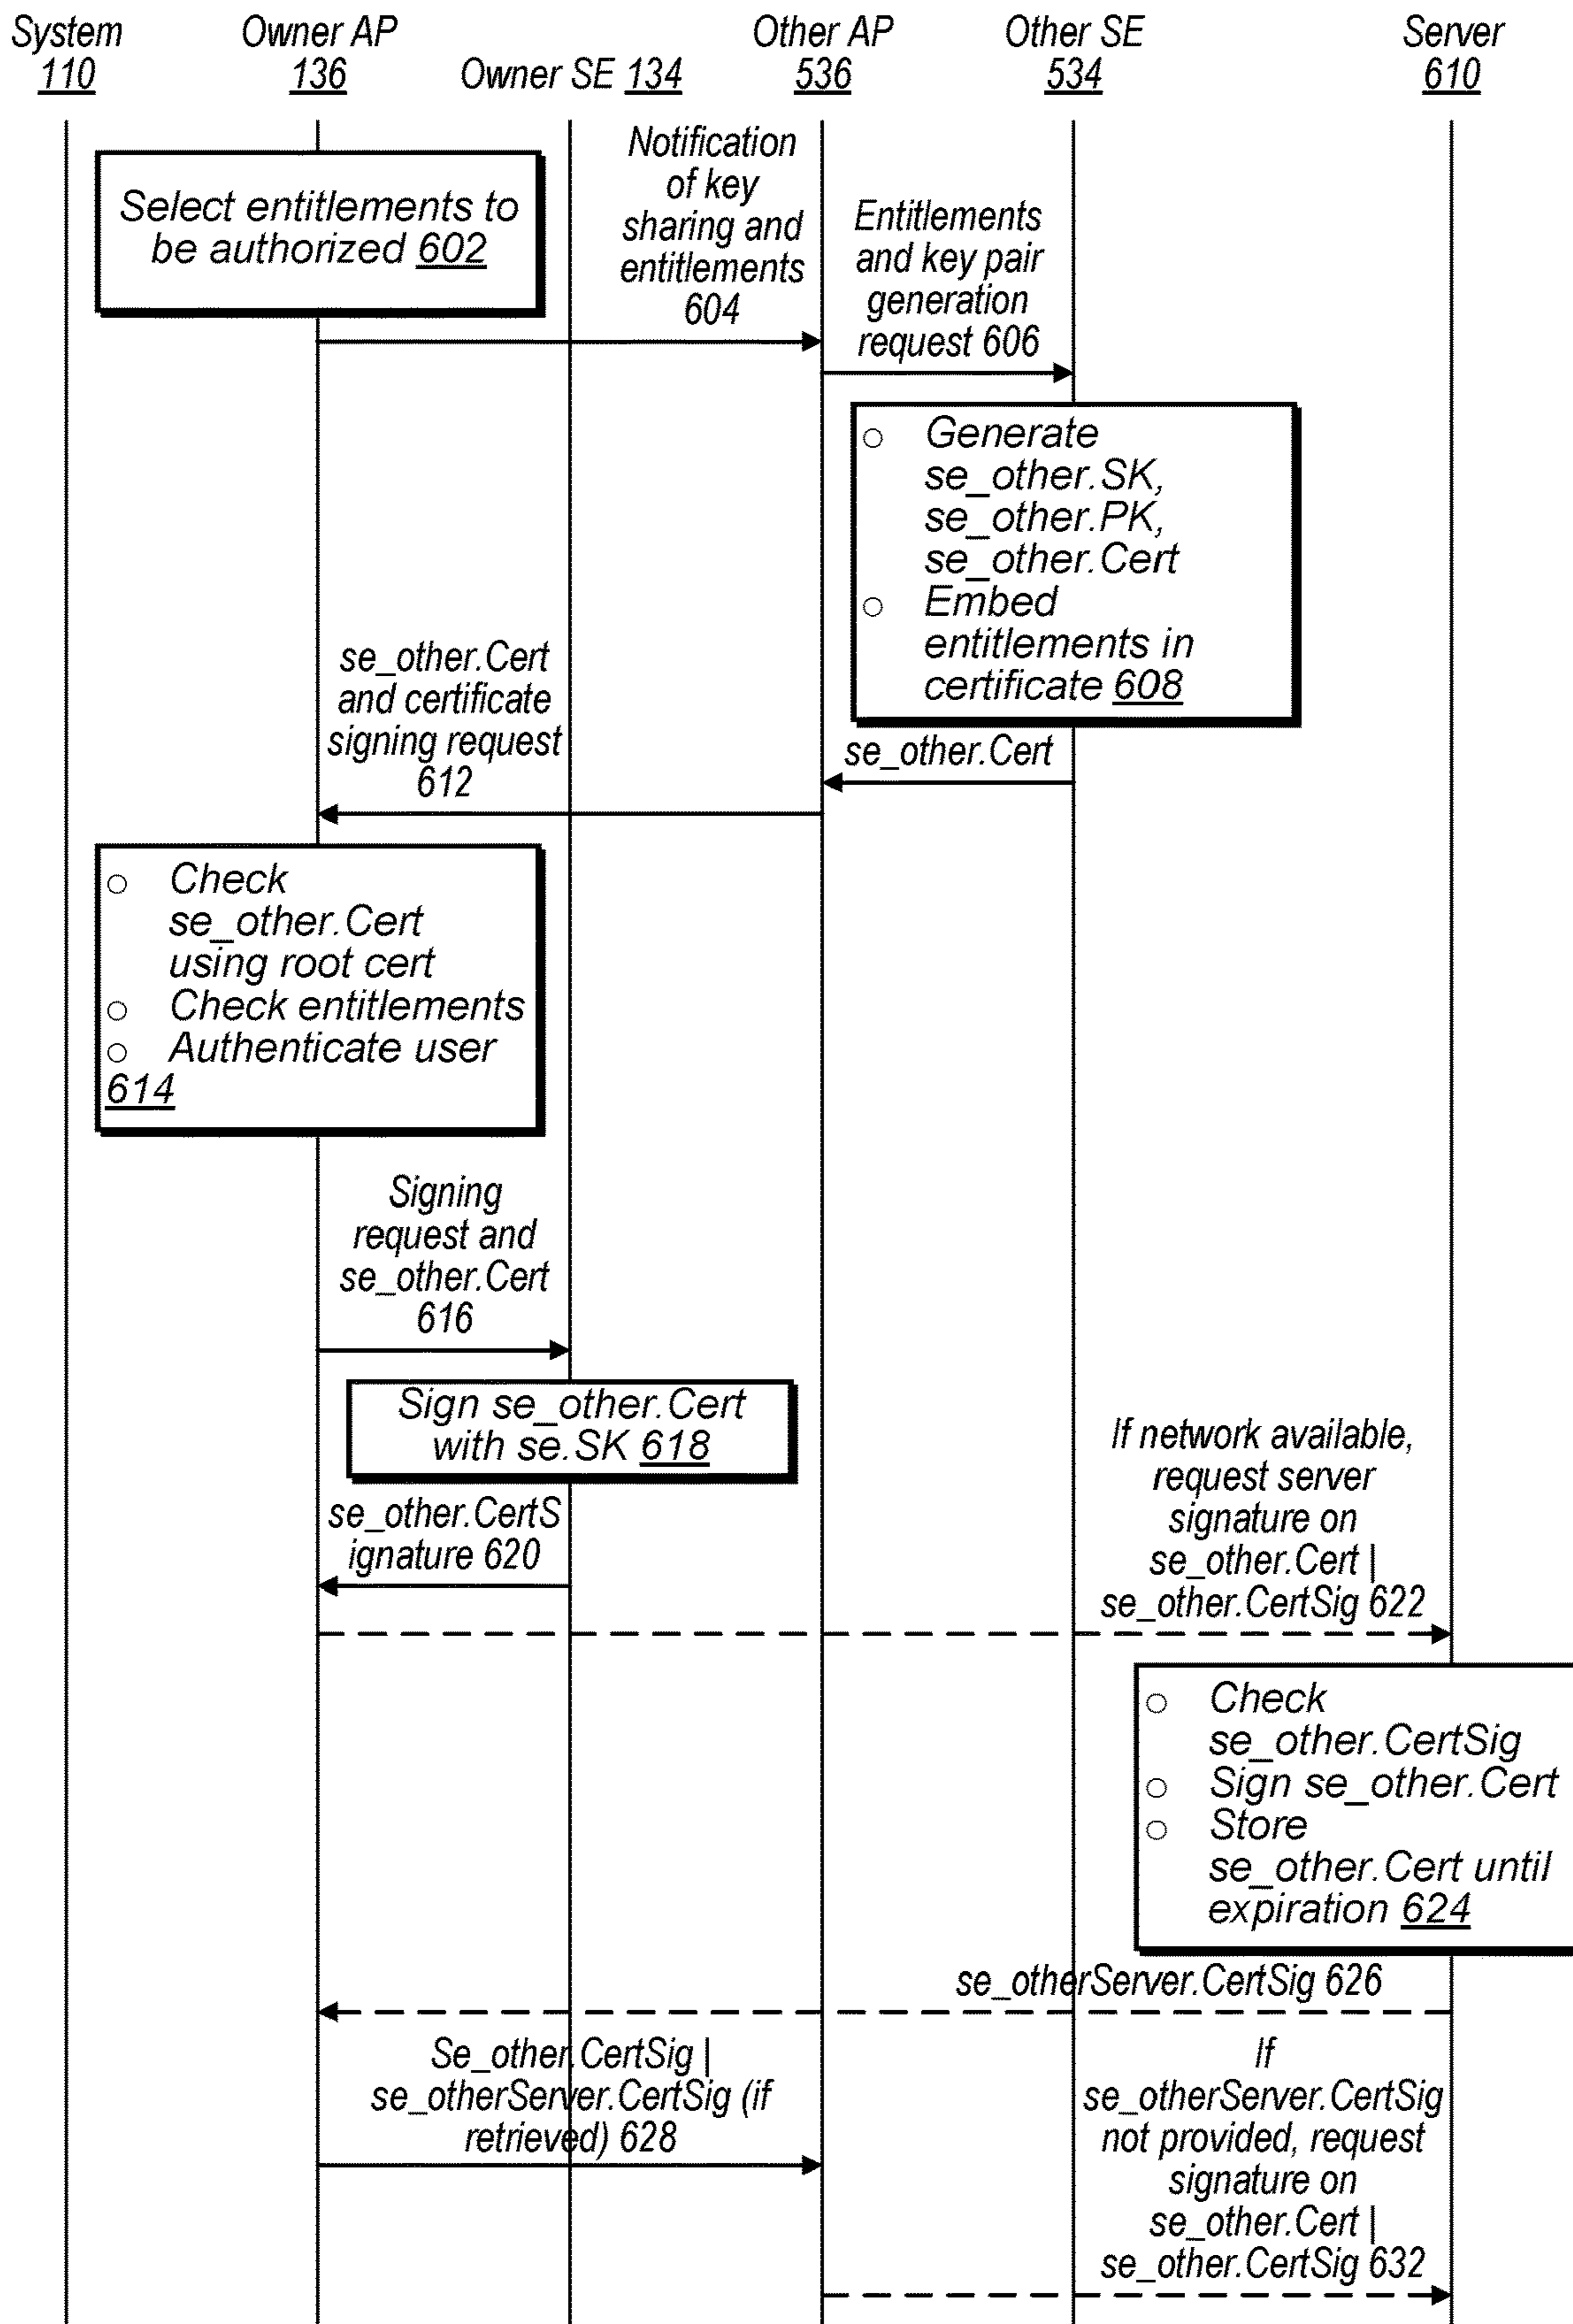 System
110
Owner AP
136
Owner SE 134
Other AP
536
Other SE
534
Server
610
Select entitlements to
be authorized 602
Notification
of key
sharing and
entitlements
604
Entitlements
and key pair
generation
request 606
○ Generate
se_other.SK,
se_other.PK,
se_other.Cert
○ Embed
entitlements in
certificate 608
se_other.Cert
se_other.Cert
and certificate
signing request
612
○ Check
se_other.Cert
using root cert
○ Check entitlements
○ Authenticate user
614
Signing
request and
se_other.Cert
616
Sign se_other.Cert
with se.SK 618
se_other.CertS
ignature 620
If network available,
request server
signature on
se_other.Cert |
se_other.CertSig 622
○ Check
se_other.CertSig
○ Sign se_other.Cert
○ Store
se_other.Cert until
expiration 624
se_otherServer.CertSig 626
Se_other.CertSig |
se_otherServer.CertSig (if
retrieved) 628
If
se_otherServer.CertSig
not provided, request
signature on
se_other.Cert |
se_other.CertSig 632